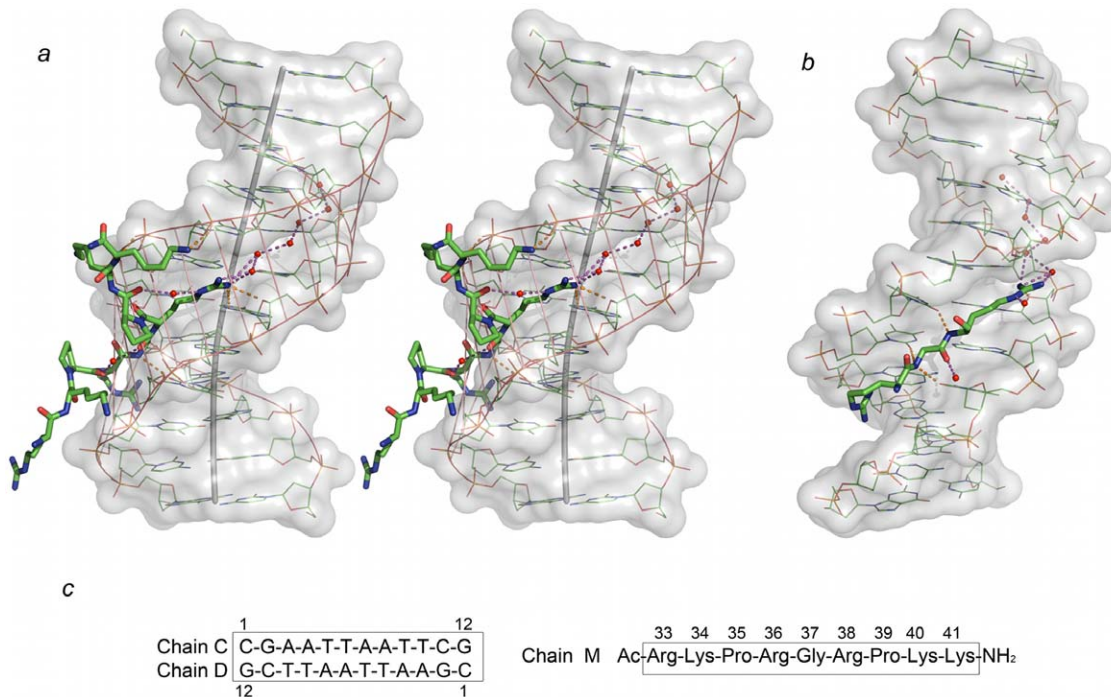 a
b
c
1 12
Chain C C-G-A-A-T-T-A-A-T-T-C-G
Chain D G-C-T-T-A-A-T-T-A-A-G-C
12 1
33 34 35 36 37 38 39 40 41
Chain M Ac-Arg-Lys-Pro-Arg-Gly-Arg-Pro-Lys-Lys-NH₂